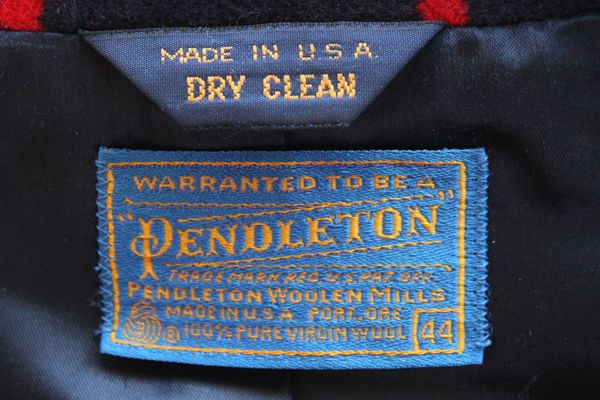 MADE IN U.S.A.
DRY CLEAN
WARRANTED TO BE A
"PENDLETON"
TRADE MARK REG. U.S. PAT. OFF.
PENDLETON WOOLEN MILLS
MADE IN U.S.A. PORT., ORE.
® 100% PURE VIRGIN WOOL 44